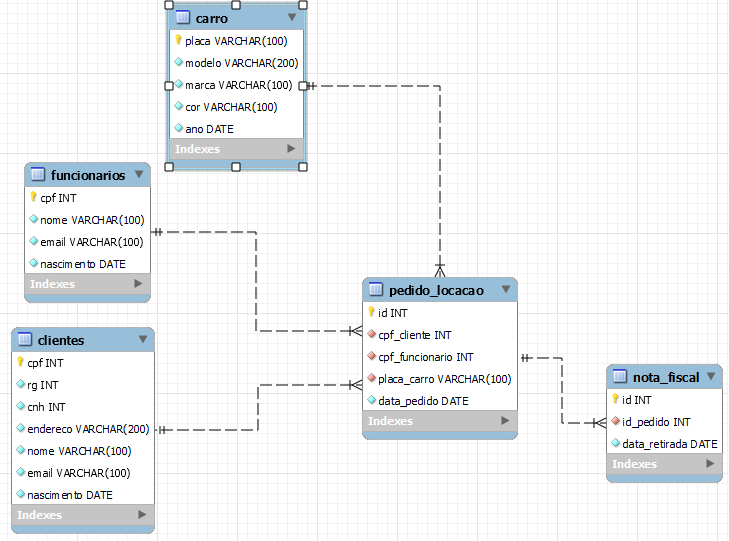 carro
placa VARCHAR(100)
modelo VARCHAR(200)
marca VARCHAR(100)
cor VARCHAR(100)
ano DATE
Indexes
funcionarios
cpf INT
nome VARCHAR(100)
email VARCHAR(100)
nascimento DATE
Indexes
clientes
cpf INT
rg INT
cnh INT
endereco VARCHAR(200)
nome VARCHAR(100)
email VARCHAR(100)
nascimento DATE
Indexes
pedido_locacao
id INT
cpf_cliente INT
cpf_funcionario INT
placa_carro VARCHAR(100)
data_pedido DATE
Indexes
nota_fiscal
id INT
id_pedido INT
data_retirada DATE
Indexes